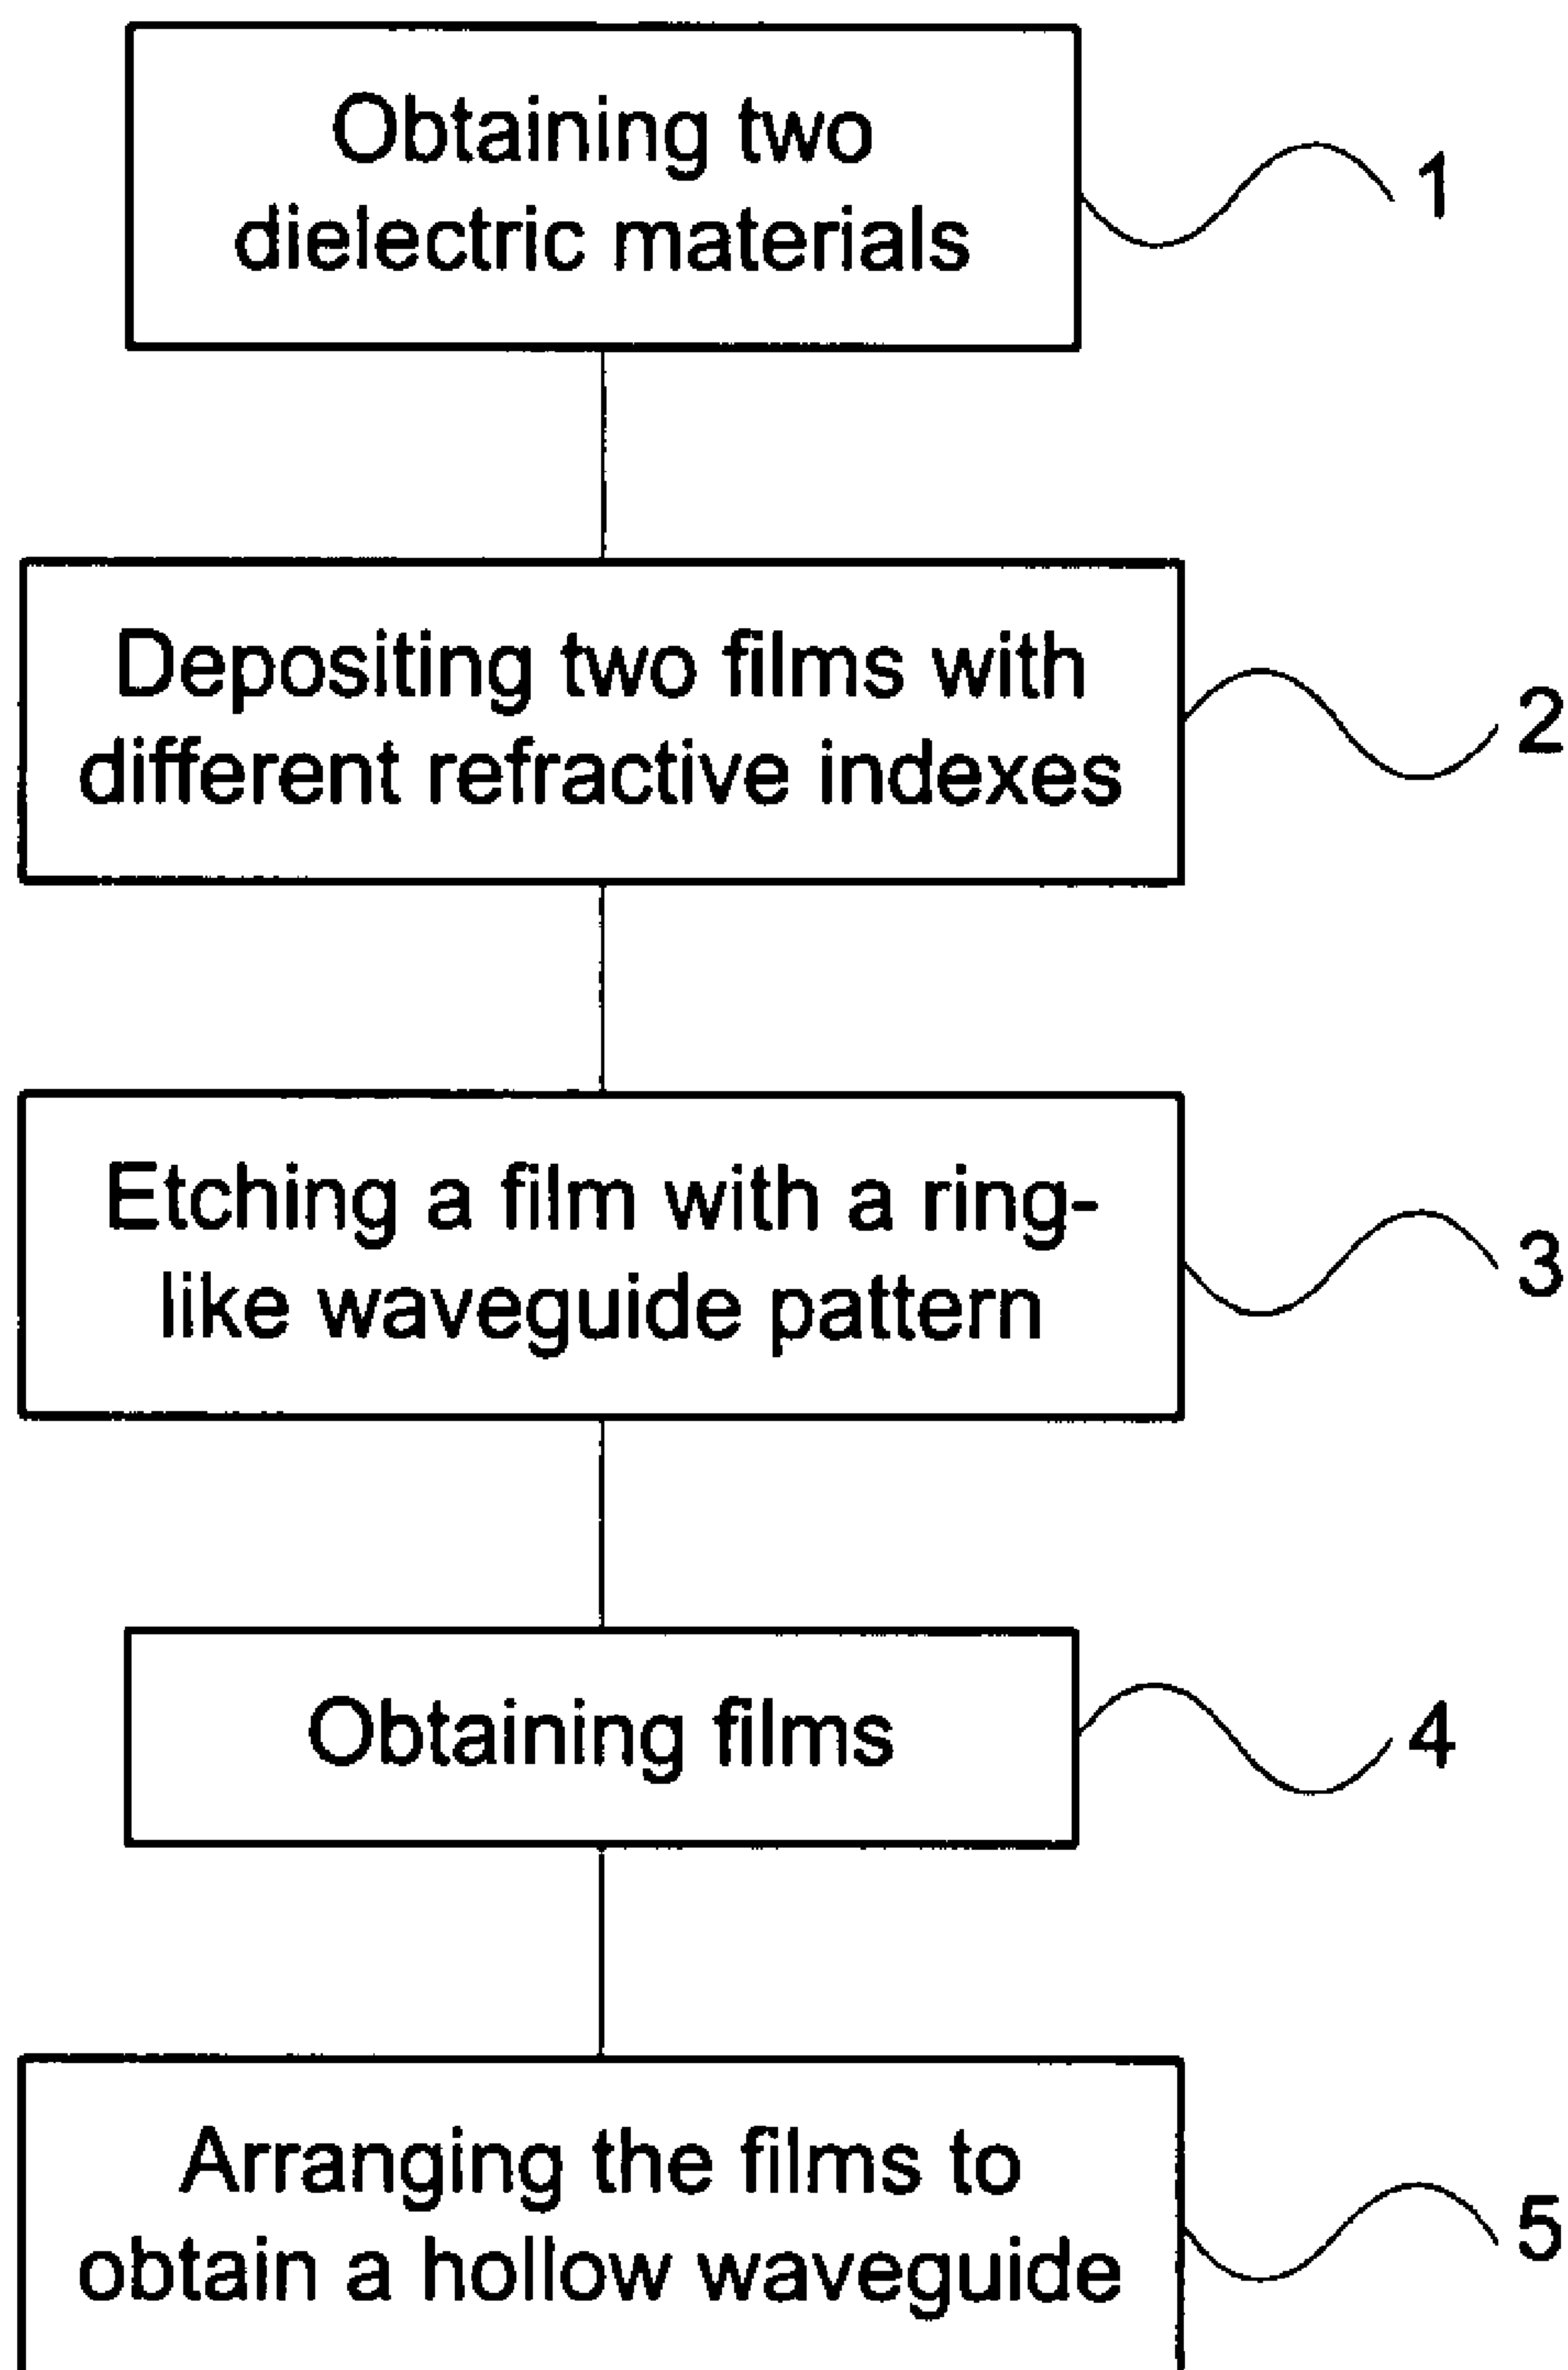 Obtaining two
dielectric materials
1
Depositing two films with
different refractive indexes
2
Etching a film with a ring-
like waveguide pattern
3
Obtaining films
4
Arranging the films to
obtain a hollow waveguide
5